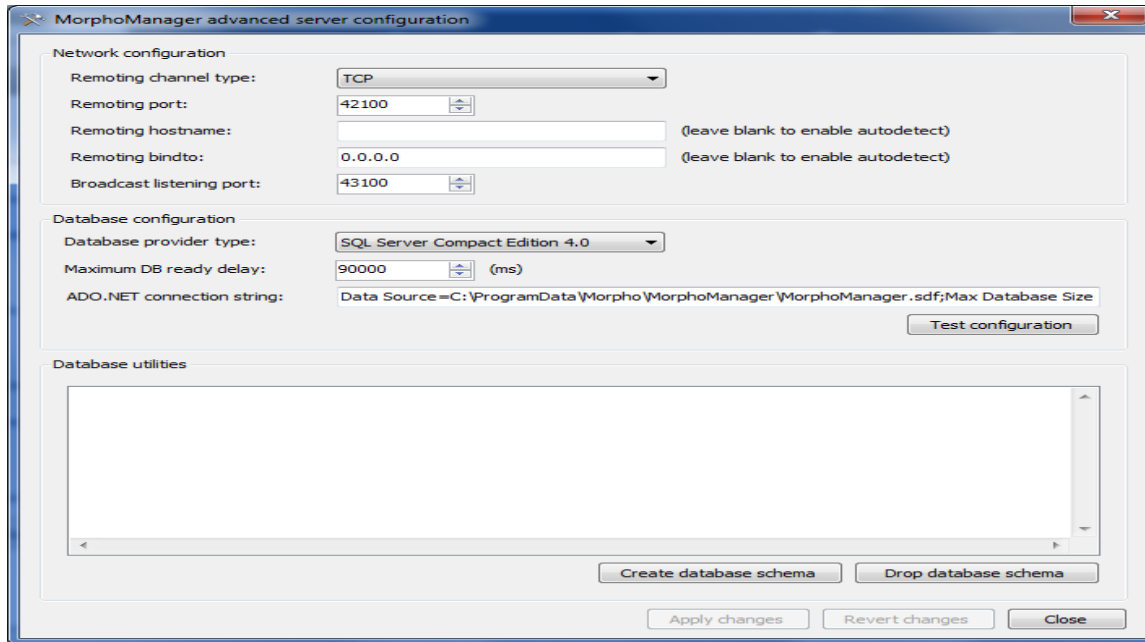 MorphoManager advanced server configuration
Network configuration
Remoting channel type: TCP
Remoting port: 42100
Remoting hostname: (leave blank to enable autodetect)
Remoting bindto: 0.0.0.0 (leave blank to enable autodetect)
Broadcast listening port: 43100
Database configuration
Database provider type: SQL Server Compact Edition 4.0
Maximum DB ready delay: 90000 (ms)
ADO.NET connection string: Data Source=C:\ProgramData\Morpho\MorphoManager\MorphoManager.sdf;Max Database Size
Test configuration
Database utilities
Create database schema Drop database schema
Apply changes Revert changes Close